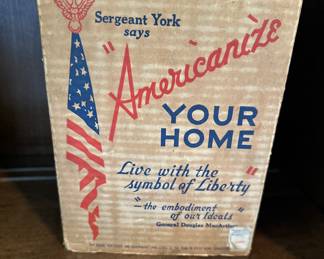 Sergeant York
says
"Americanize
YOUR
HOME
Live with the
symbol of Liberty"
"—the embodiment
of our Ideals"
General Douglas MacArthur